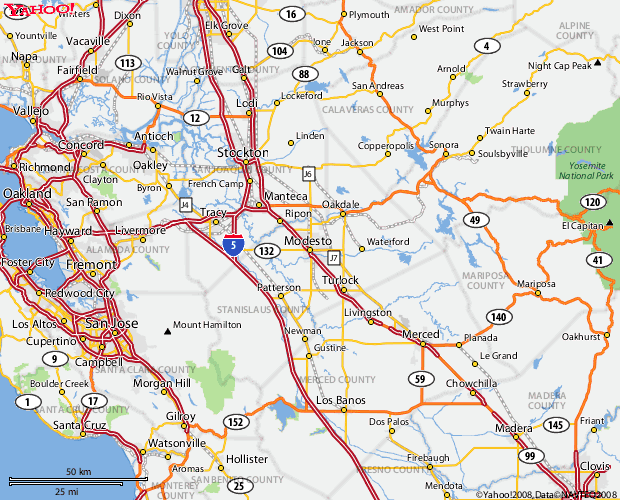 YAHOO!
Winters
Dixon
Elk Grove
16
Plymouth
AMADOR COUNTY
ALPINE
COUNTY
Yountville
YOLO
COUNTY
West Point
Vacaville
104
Ione
Jackson
4
Napa
113
Galt
Night Cap Peak
Fairfield
SOLANO COUNTY
Walnut Grove
88
Arnold
Strawberry
Rio Vista
Lockeford
San Andreas
Lodi
Murphys
Vallejo
12
CALAVERAS COUNTY
Linden
Twin Harte
Antioch
Concord
Copperopolis
Sonora
TUOLUMNE
COUNTY
Stockton
Soulsbyville
Richmond
Oakley
SAN JOAQUIN COUNTY
Yosemite
National Park
Clayton
COSTA COUNTY
J6
Byron
French Camp
Oakland
San Ramon
J4
Manteca
Oakdale
120
Tracy
Ripon
49
El Capitan
Brisbane
Hayward
Livermore
5
Modesto
Waterford
ALAMEDA
COUNTY
132
J7
41
Foster City
Fremont
Turlock
MARIPOSA
COUNTY
Patterson
Mariposa
Redwood City
STANISLAUS COUNTY
Livingston
140
Los Altos
San Jose
Mount Hamilton
Newman
Merced
Oakhurst
Cupertino
Planada
Gustine
9
Campbell
Le Grand
SANTA CLARA COUNTY
MERCED COUNTY
59
Boulder Creek
Morgan Hill
Chowchilla
MADERA
COUNTY
1
17
Los Banos
SANTA CRUZ
COUNTY
Gilroy
152
145
Friant
Santa Cruz
Dos Palos
Madera
Watsonville
Hollister
Firebaugh
99
Clovis
50 km
Aromas
FRESNO COUNTY
SAN BENITO COUNTY
25
Mendota
25 mi
©Yahoo!2008, Data©NAVTEQ2008